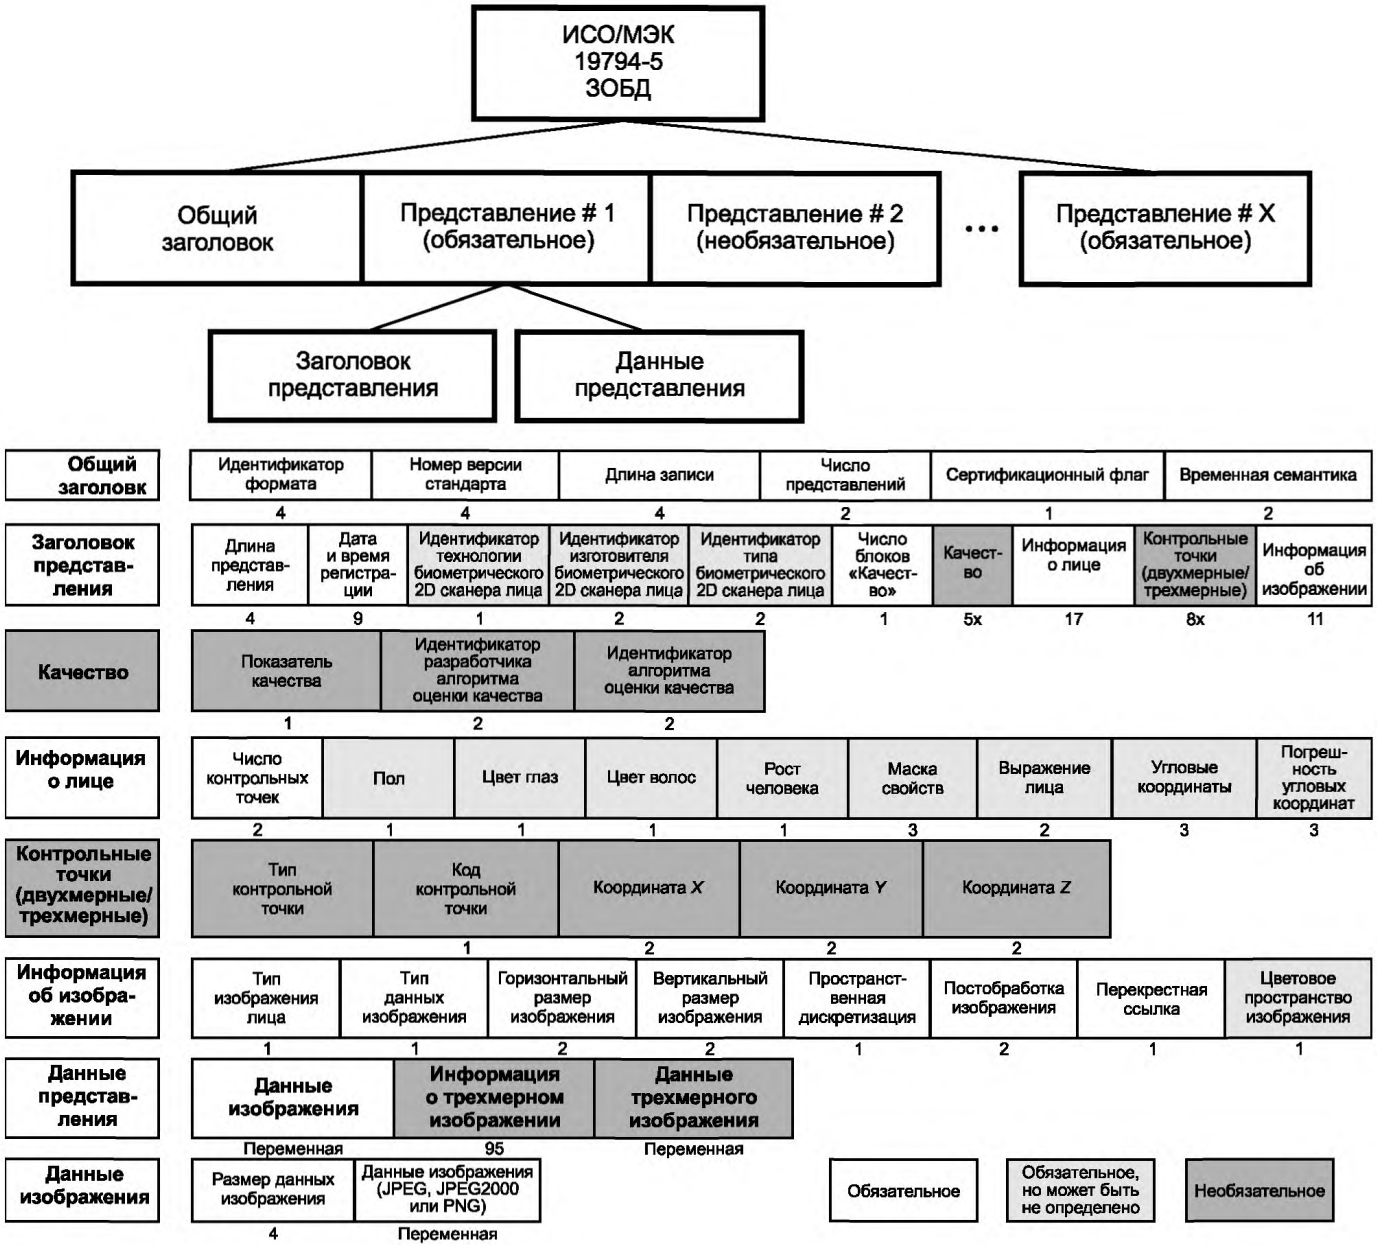 ИСО/МЭК
19794-5
ЗОБД
Общий
заголовок
Представление # 1
(обязательное)
Представление # 2
(необязательное)
...
Представление # X
(обязательное)
Заголовок
представления
Данные
представления
Общий
заголовк
Идентификатор
формата
Номер версии
стандарта
Длина записи
Число
представлений
Сертификационный флаг
Временная семантика
4
4
4
2
1
2
Заголовок
представ-
ления
Длина
представ-
ления
Дата
и время
регистра-
ции
Идентификатор
технологии
биометрического
2D сканера лица
Идентификатор
изготовителя
биометрического
2D сканера лица
Идентификатор
типа
биометрического
2D сканера лица
Число
блоков
«Качест-
во»
Качест-
во
Информация
о лице
Контрольные
точки
(двухмерные/
трехмерные)
Информация
об
изображении
4
9
1
2
2
1
5x
17
8x
11
Качество
Показатель
качества
Идентификатор
разработчика
алгоритма
оценки качества
Идентификатор
алгоритма
оценки качества
1
2
2
Информация
о лице
Число
контрольных
точек
Пол
Цвет глаз
Цвет волос
Рост
человека
Маска
свойств
Выражение
лица
Угловые
координаты
Погреш-
ность
угловых
координат
2
1
1
1
1
3
2
3
3
Контрольные
точки
(двухмерные/
трехмерные)
Тип
контрольной
точки
Код
контрольной
точки
Координата X
Координата Y
Координата Z
1
2
2
2
Информация
об изобра-
жении
Тип
изображения
лица
Тип
данных
изображения
Горизонтальный
размер
изображения
Вертикальный
размер
изображения
Пространст-
венная
дискретизация
Постобработка
изображения
Перекрестная
ссылка
Цветовое
пространство
изображения
1
1
2
2
1
2
1
1
Данные
представ-
ления
Данные
изображения
Информация
о трехмерном
изображении
Данные
трехмерного
изображения
Переменная
95
Переменная
Данные
изображения
Размер данных
изображения
Данные изображения
(JPEG, JPEG2000
или PNG)
4
Переменная
Обязательное
Обязательное,
но может быть
не определено
Необязательное